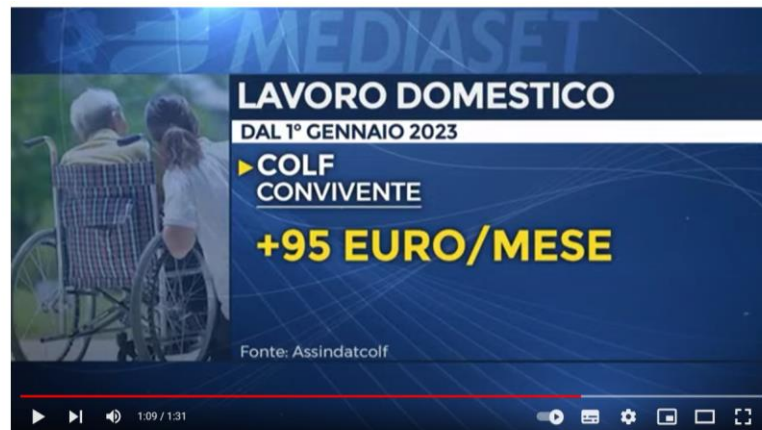 MEDIASET
LAVORO DOMESTICO
DAL 1° GENNAIO 2023
COLF
CONVIVENTE
+95 EURO/MESE
Fonte: Assindatcolf
1:09 / 1:31